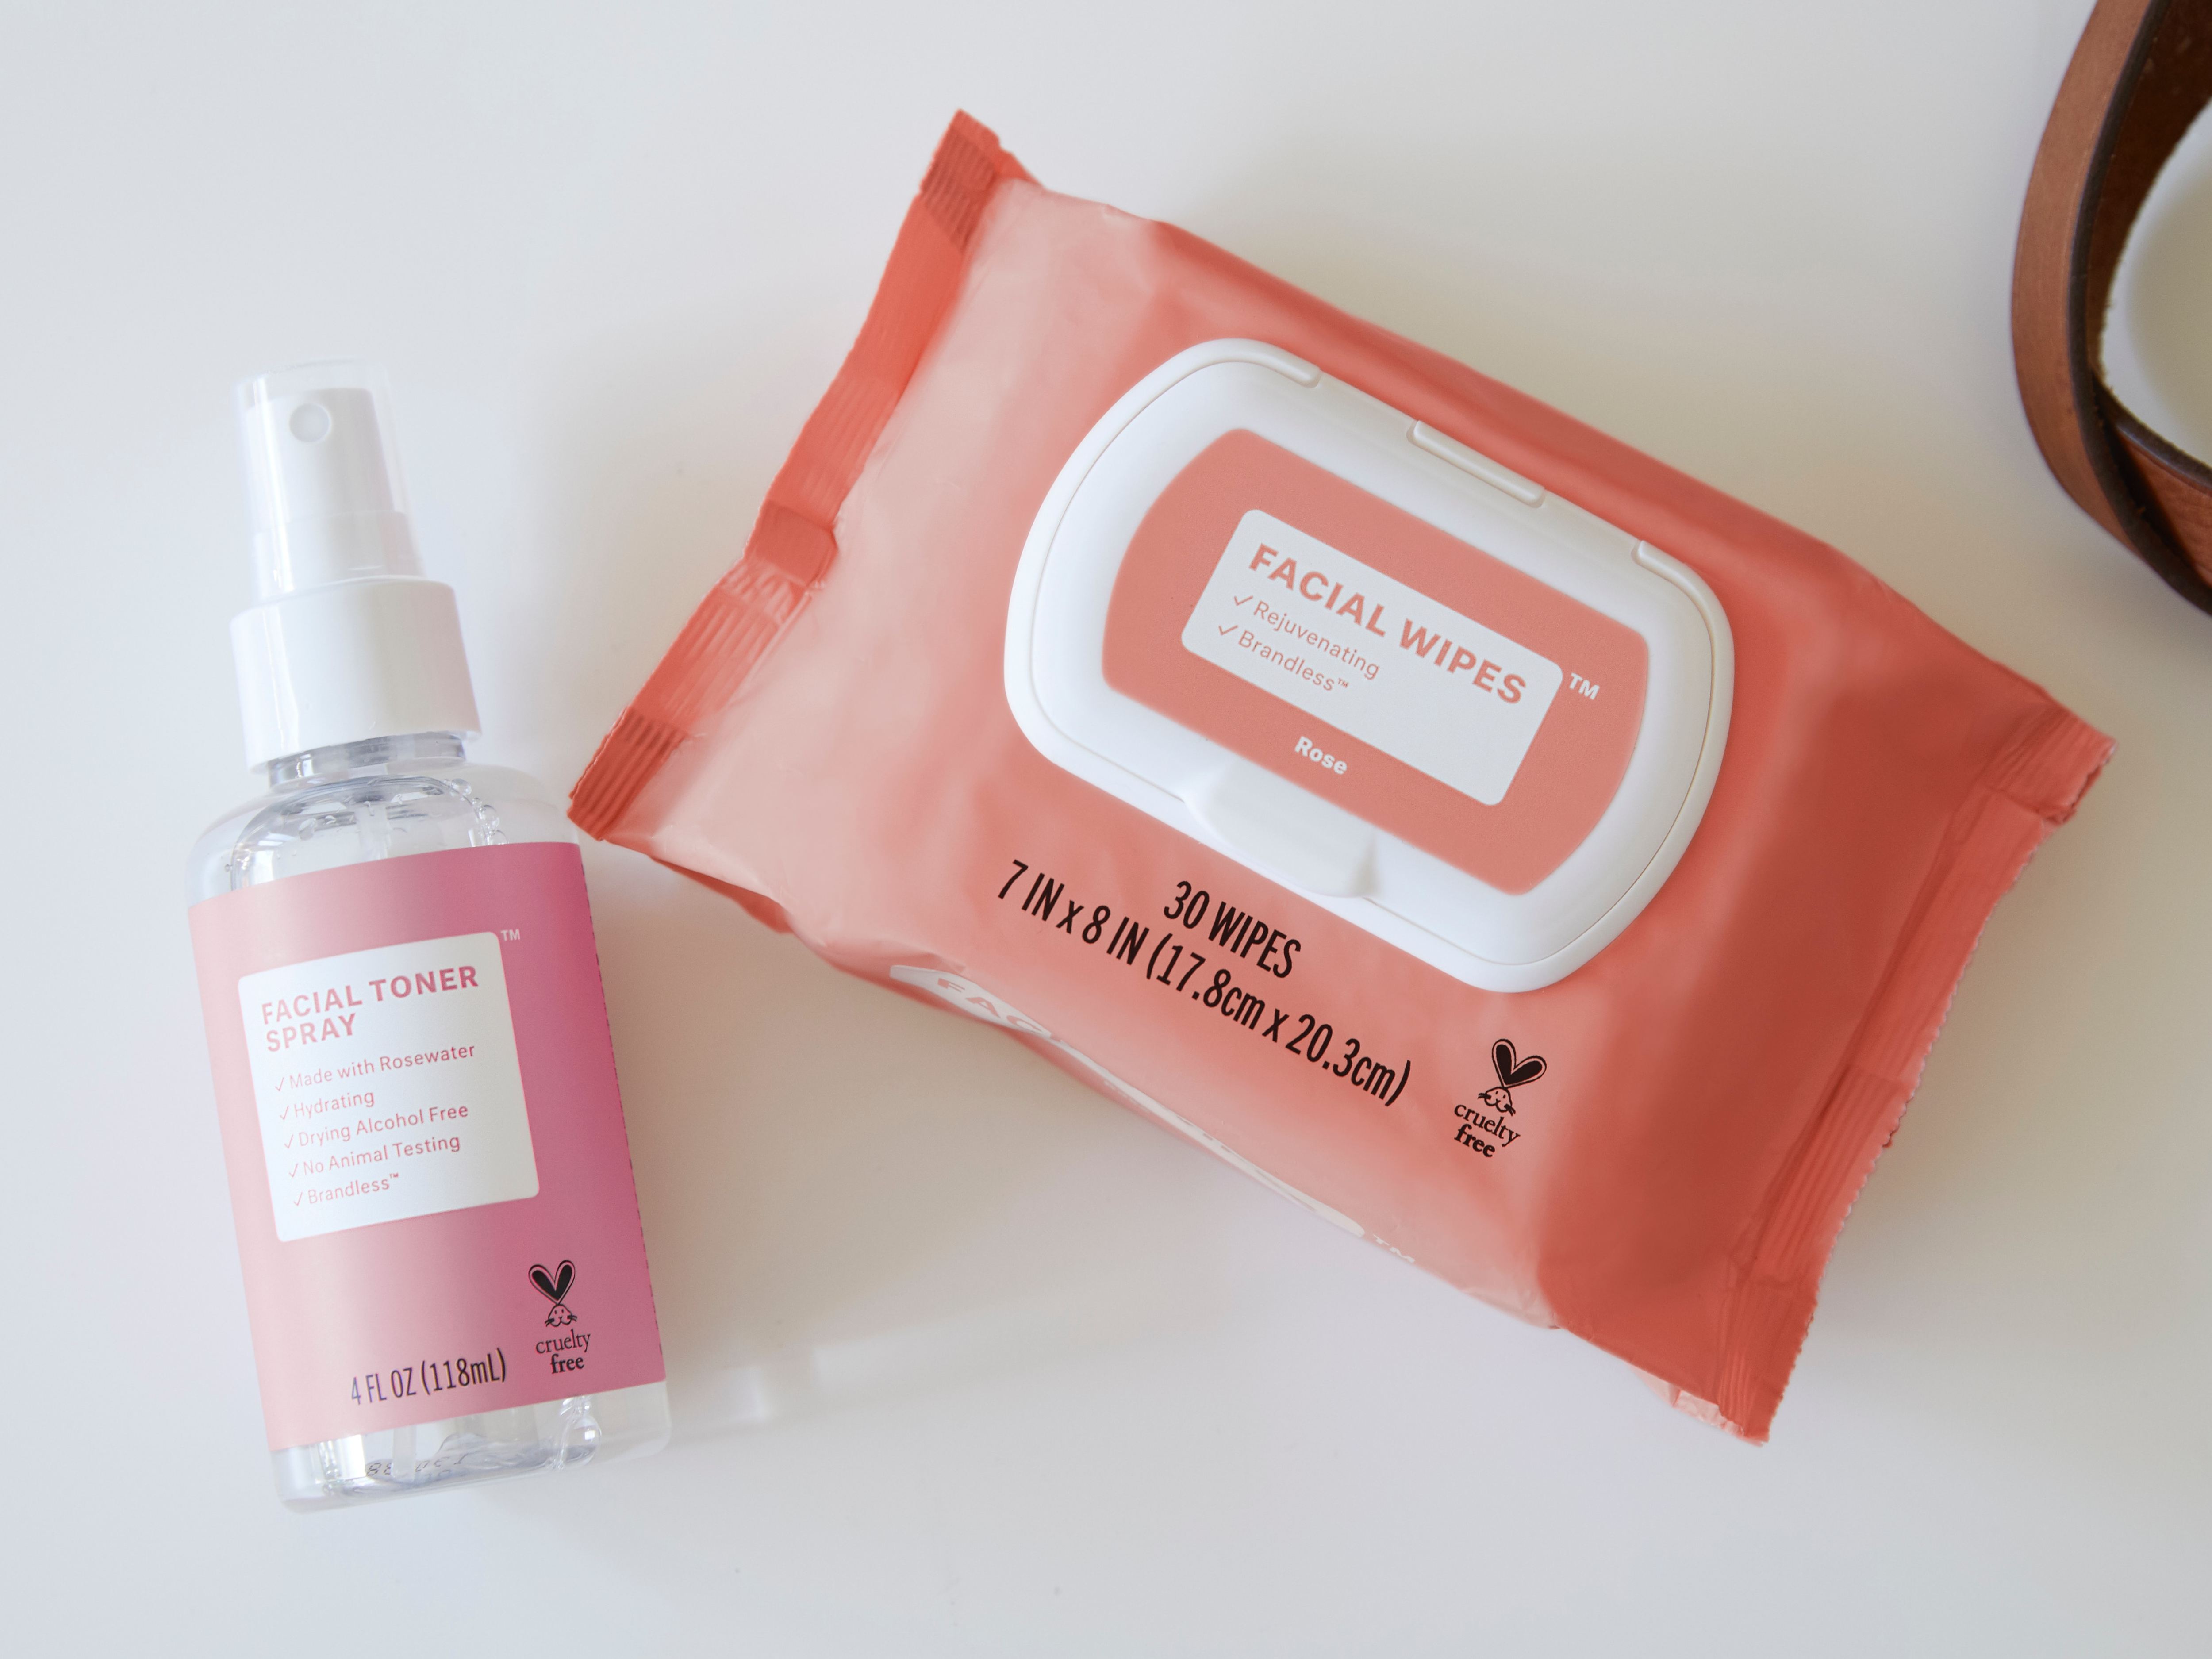 FACIAL TONER
SPRAY
✓ Made with Rosewater
✓ Hydrating
✓ Drying Alcohol Free
✓ No Animal Testing
✓ Brandless™
TM
cruelty
free
4 FL OZ (118mL)
FACIAL WIPES
✓ Rejuvenating
✓ Brandless™
TM
Rose
30 WIPES
7 IN x 8 IN (17.8cm x 20.3cm)
cruelty
free
TM